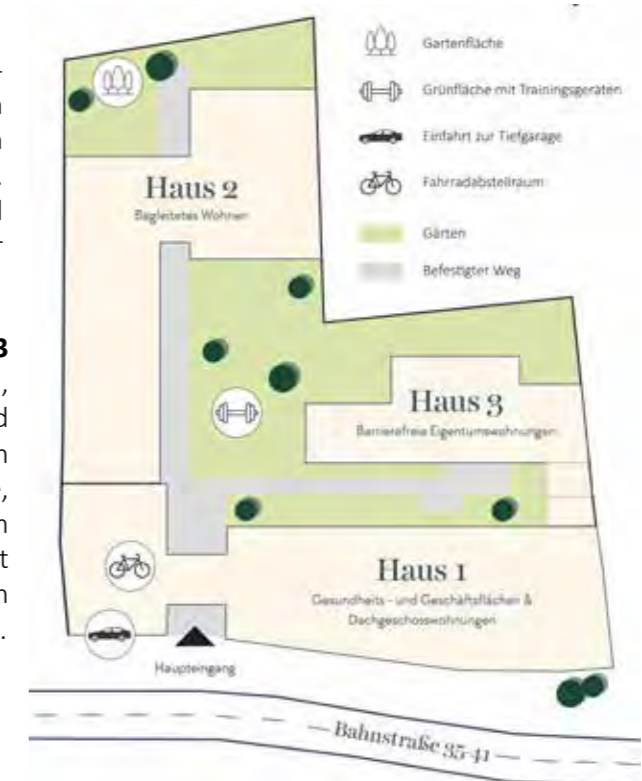 Gartenfläche
Grünfläche mit Trainingsgeräten
Einfahrt zur Tiefgarage
Fahrradabstellraum
Gärten
Befestigter Weg
Haus 2
Begleitetes Wohnen
Haus 3
Barrierefreie Eigentumswohnungen
Haus 1
Gesundheits - und Geschäftsflächen &
Dachgeschosswohnungen
Haupteingang
Bahnstraße 35-41